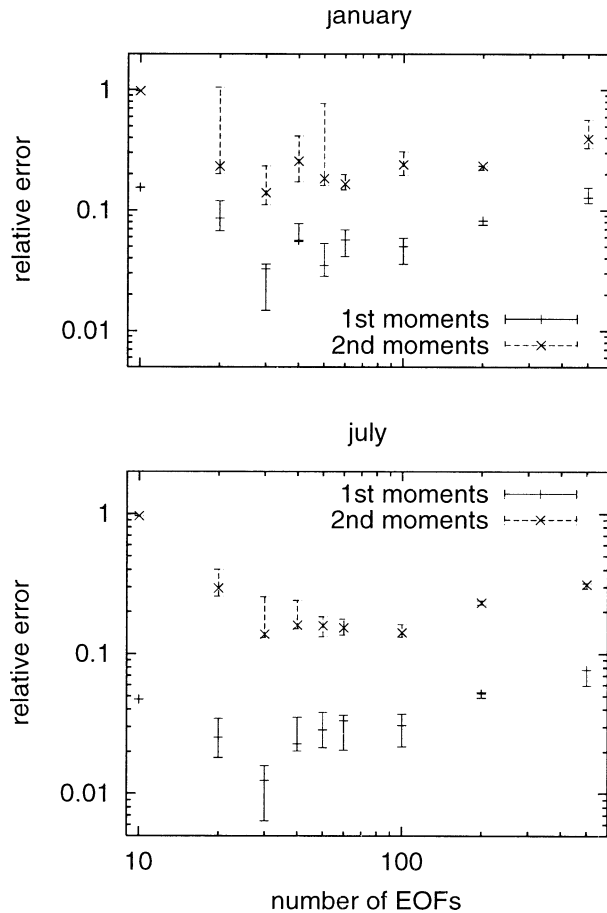 january
relative error
1
0.1
0.01
1st moments
2nd moments
july
relative error
1
0.1
0.01
1st moments
2nd moments
10
100
number of EOFs